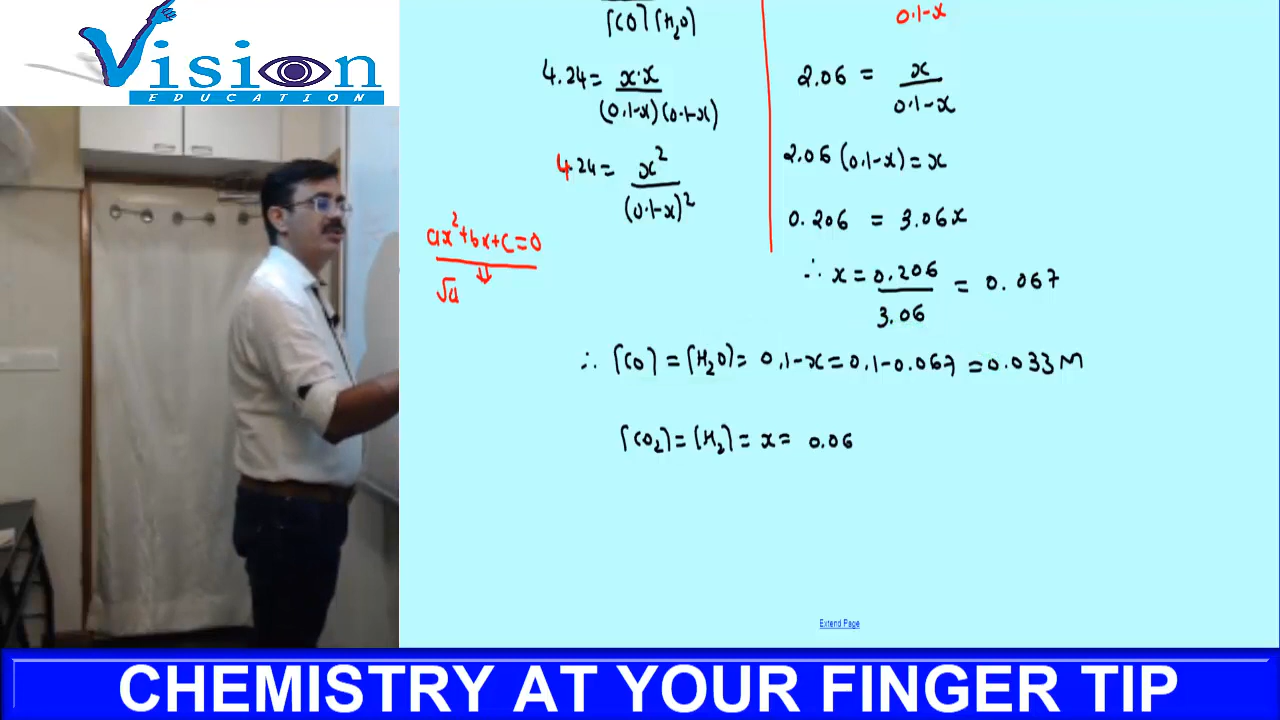 Vision
EDUCATION
[CO] [H₂O]
4.24 = x·x / (0.1-x)(0.1-x)
4.24 = x² / (0.1-x)²
ax²+bx+c=0
√a
0.1-x
2.06 = x / 0.1-x
2.06 (0.1-x) = x
0.206 = 3.06x
∴ x = 0.206 / 3.06 = 0.067
∴ [CO] = [H₂O] = 0.1-x = 0.1-0.067 = 0.033 M
[CO₂] = [H₂] = x = 0.06
Extend Page
CHEMISTRY AT YOUR FINGER TIP